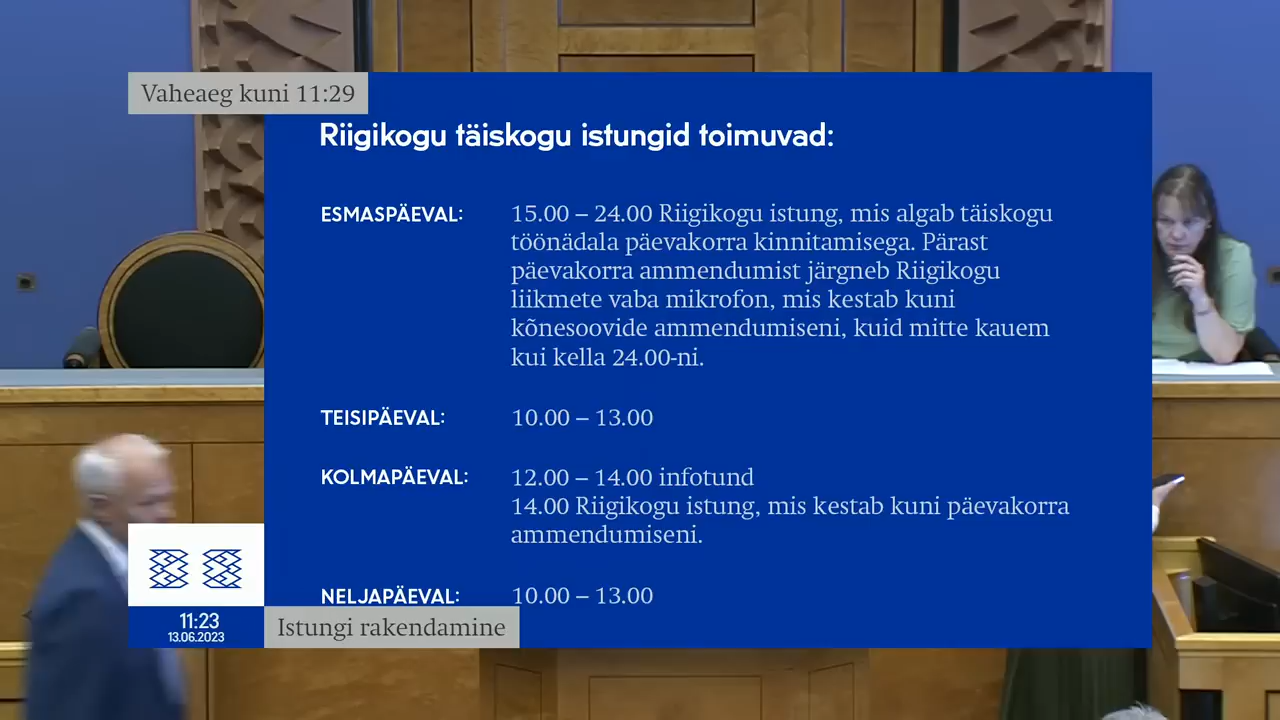 Vaheaeg kuni 11:29
Riigikogu täiskogu istungid toimuvad:
ESMASPÄEVAL: 15.00 – 24.00 Riigikogu istung, mis algab täiskogu
töönädala päevakorra kinnitamisega. Pärast
päevakorra ammendumist järgneb Riigikogu
liikmete vaba mikrofon, mis kestab kuni
kõnesoovide ammendumiseni, kuid mitte kauem
kui kella 24.00-ni.
TEISIPÄEVAL: 10.00 – 13.00
KOLMAPÄEVAL: 12.00 – 14.00 infotund
14.00 Riigikogu istung, mis kestab kuni päevakorra
ammendumiseni.
NELJAPÄEVAL: 10.00 – 13.00
11:23
13.06.2023
Istungi rakendamine